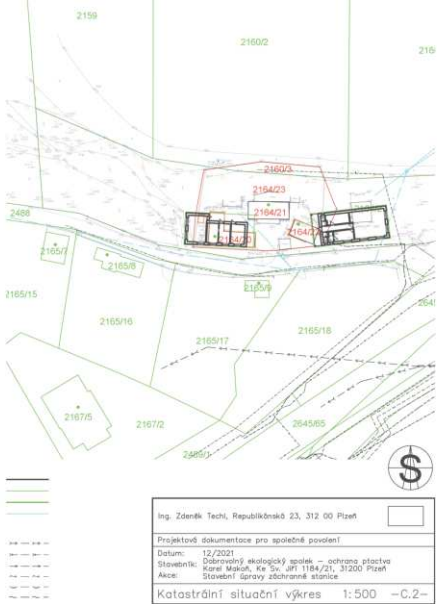 2159
2160/2
2160/3
2164/23
2164/21
2488
2165/7
2165/8
2165/9
2165/15
2165/16
2165/17
2165/18
2167/5
2167/2
2645/65
S
Ing. Zdeněk Techl, Republikánská 23, 312 00 Plzeň
Projektová dokumentace pro společné povolení
Datum: 12/2021
Stavebník: Dobrovolný ekologický spolek – ochrana ptactva
Karel Makoň, Ke Sv. Jiří 1184/21, 31200 Plzeň
Akce: Stavební úpravy záchranné stanice
Katastrální situační výkres 1:500 -C.2-